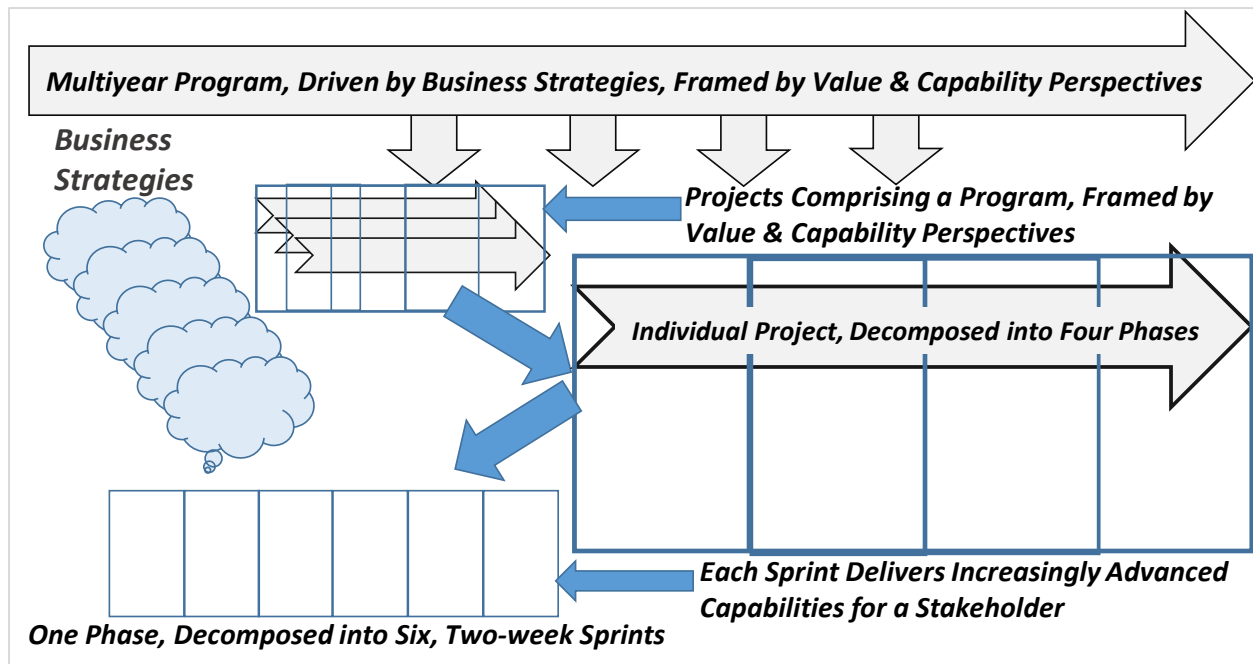 Multiyear Program, Driven by Business Strategies, Framed by Value & Capability Perspectives
Business
Strategies
Projects Comprising a Program, Framed by
Value & Capability Perspectives
Individual Project, Decomposed into Four Phases
Each Sprint Delivers Increasingly Advanced
Capabilities for a Stakeholder
One Phase, Decomposed into Six, Two-week Sprints